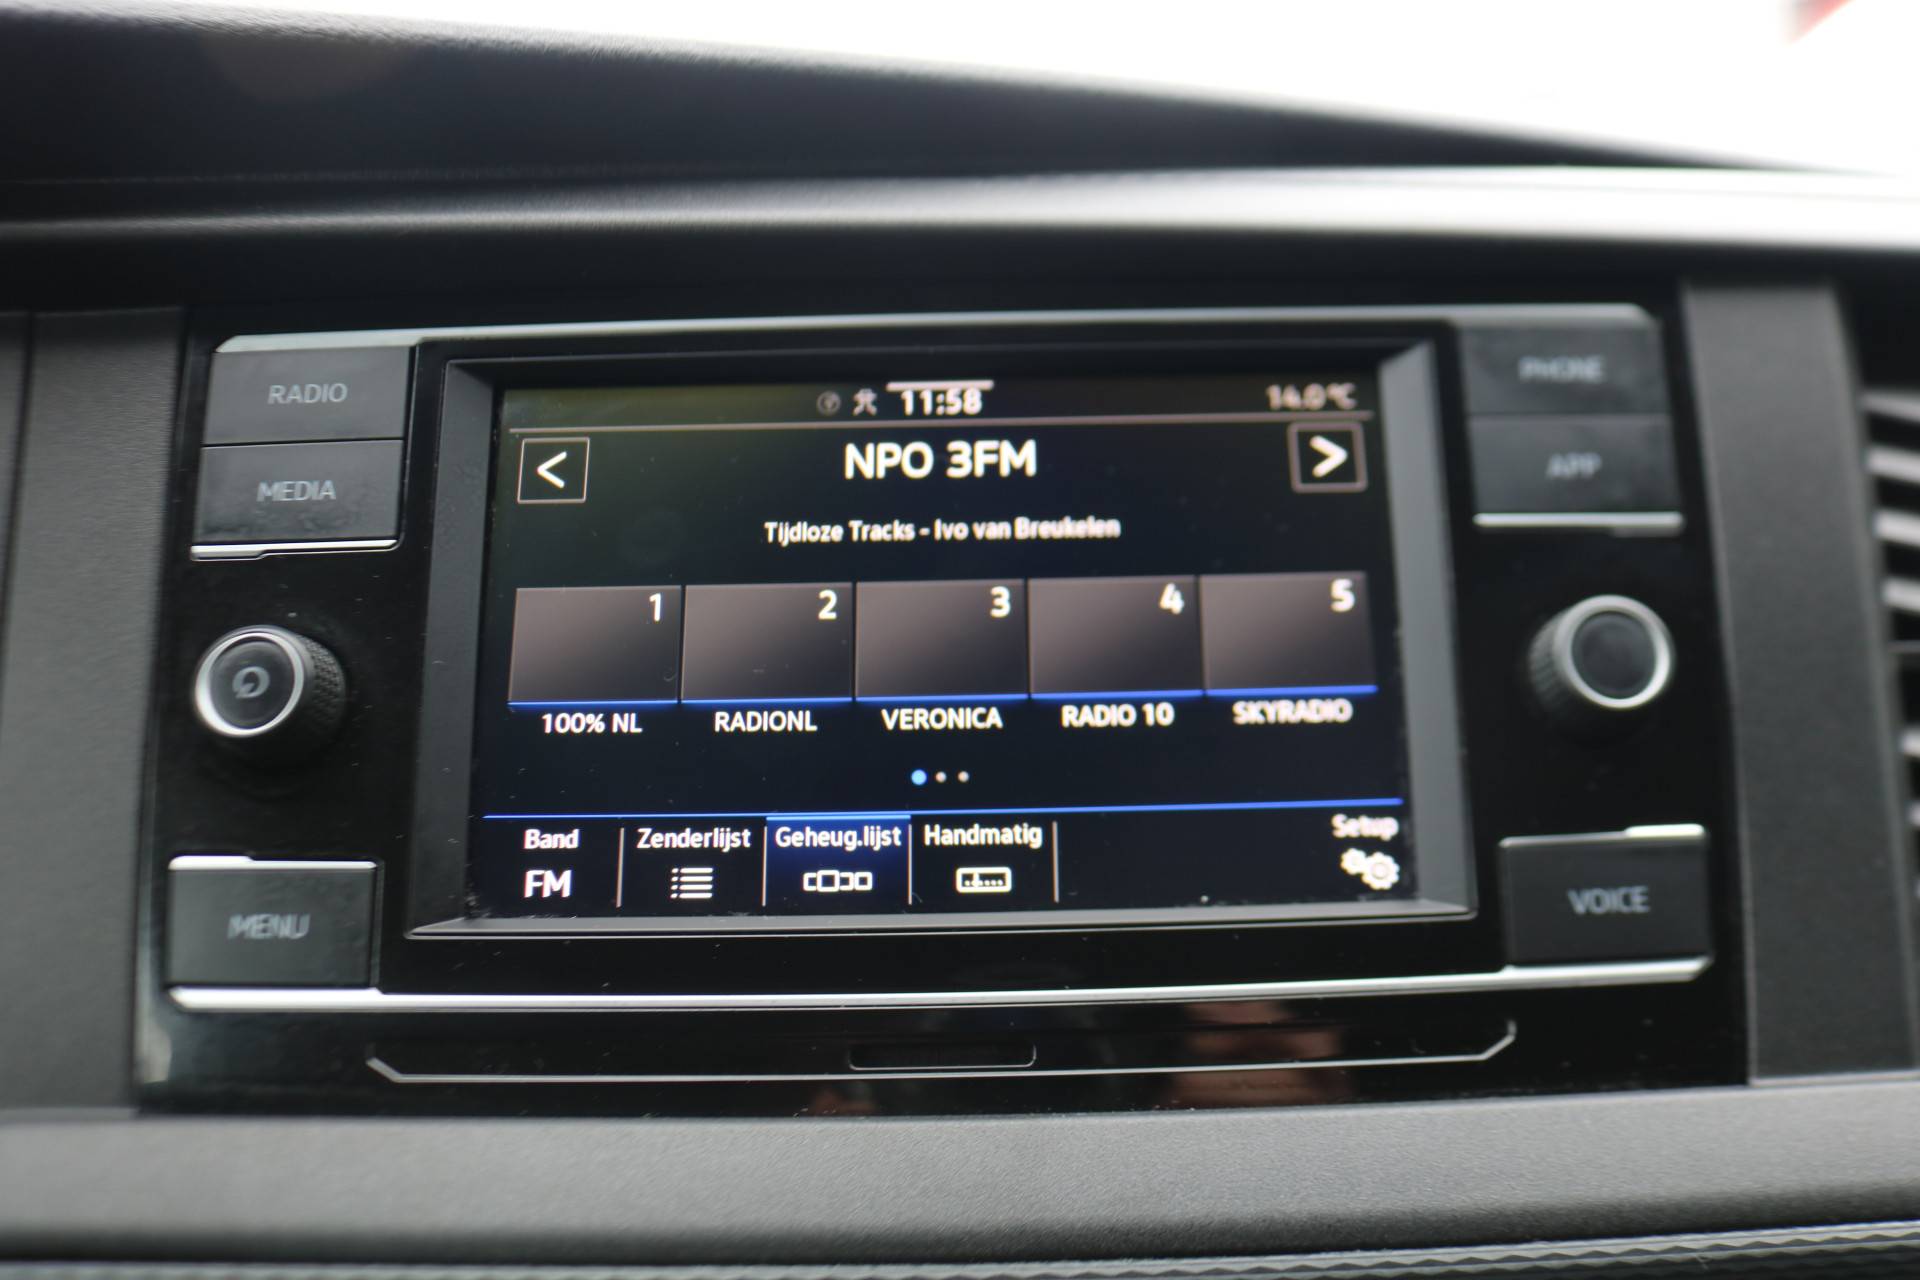 RADIO
MEDIA
MENU
PHONE
APP
VOICE
11:58 14.0°C
< NPO 3FM >
Tijdloze Tracks - Ivo van Breukelen
1 2 3 4 5
100% NL RADIONL VERONICA RADIO 10 SKYRADIO
Band Zenderlijst Geheug.lijst Handmatig Setup
FM